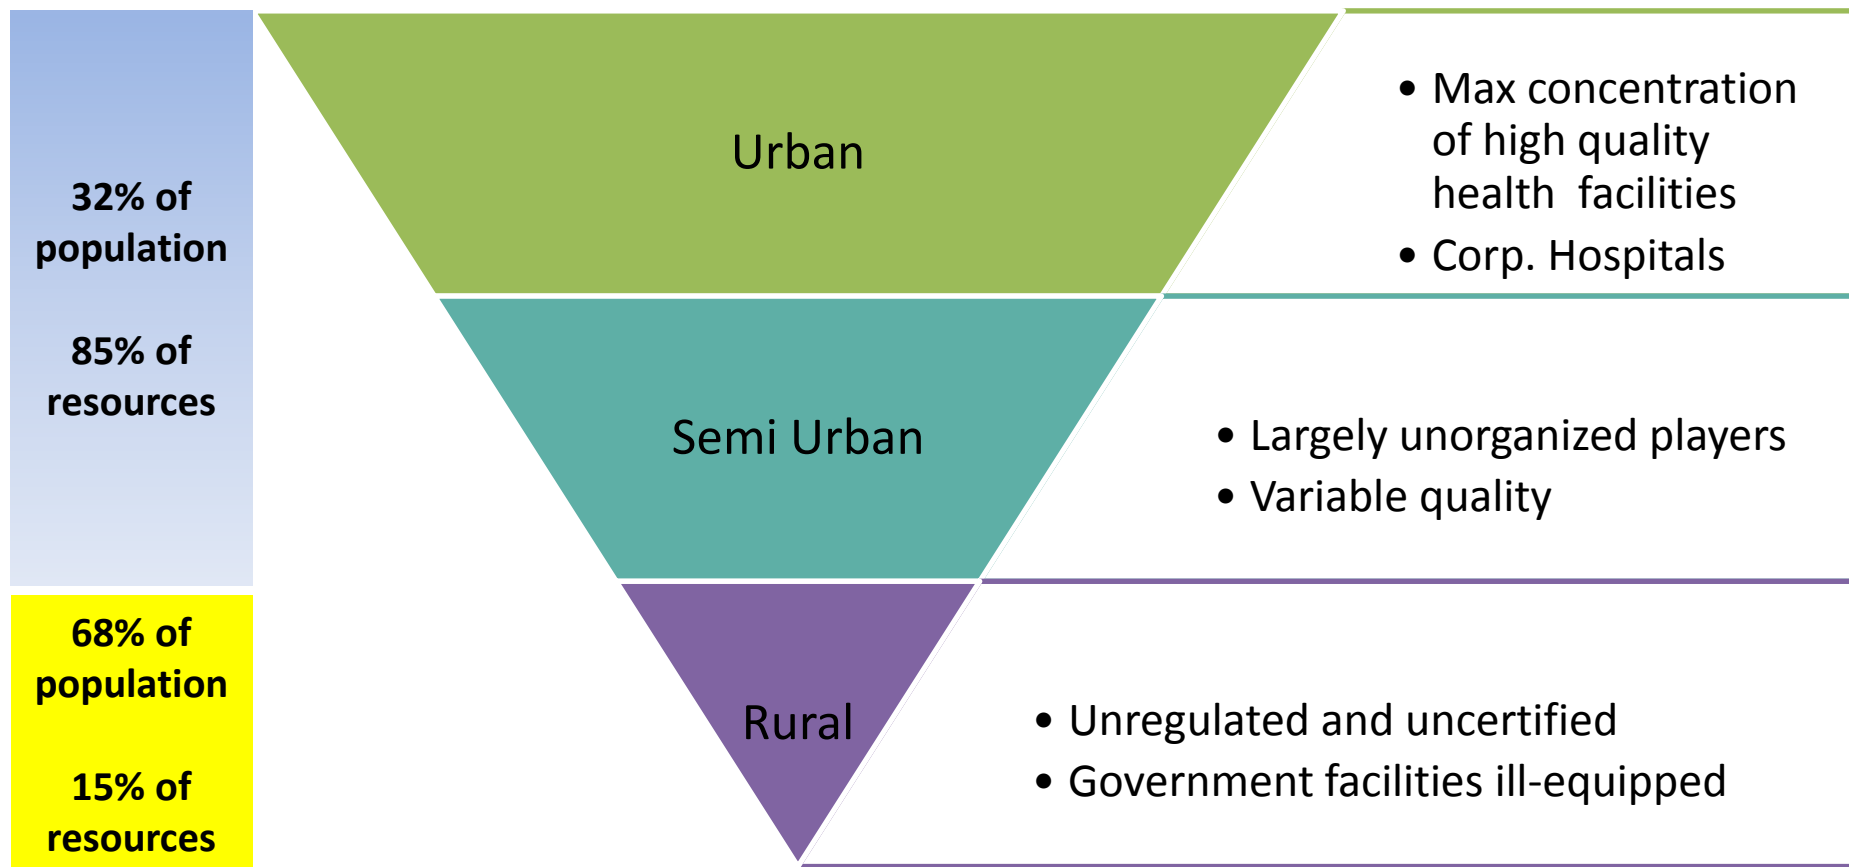 32% of
population
85% of
resources
68% of
population
15% of
resources
Urban
Semi Urban
Rural
• Max concentration
of high quality
health  facilities
• Corp. Hospitals
• Largely unorganized players
• Variable quality
• Unregulated and uncertified
• Government facilities ill-equipped